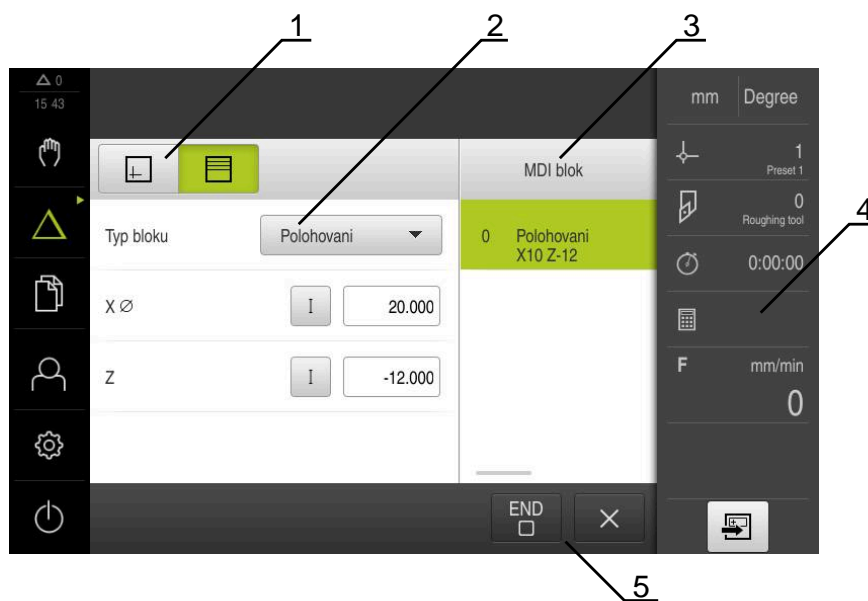 1 2 3
0
15 43
mm Degree
1
Preset 1
MDI blok
0
Roughing tool
4
Typ bloku Polohovani
0 Polohovani
X10 Z-12
0:00:00
X ⌀ I 20.000
F mm/min
0
Z I -12.000
END
5